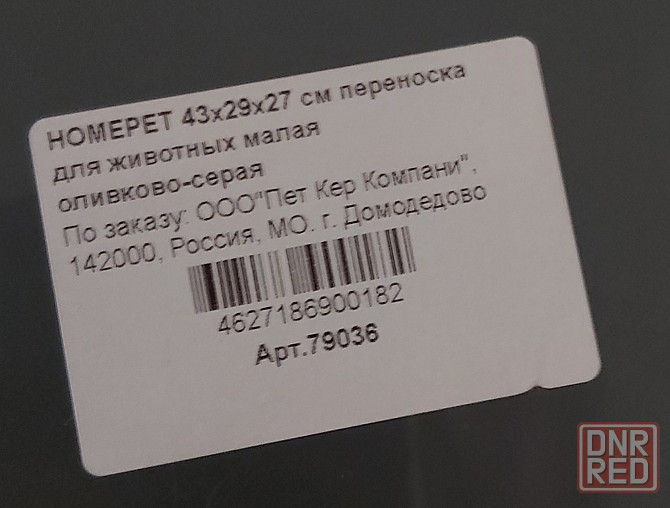 HOMEPET 43x29x27 см переноска
для животных малая
оливково-серая
По заказу: ООО"Пет Кер Компани",
142000, Россия, МО. г. Домодедово
4627186900182
Арт.79036
DNR
RED